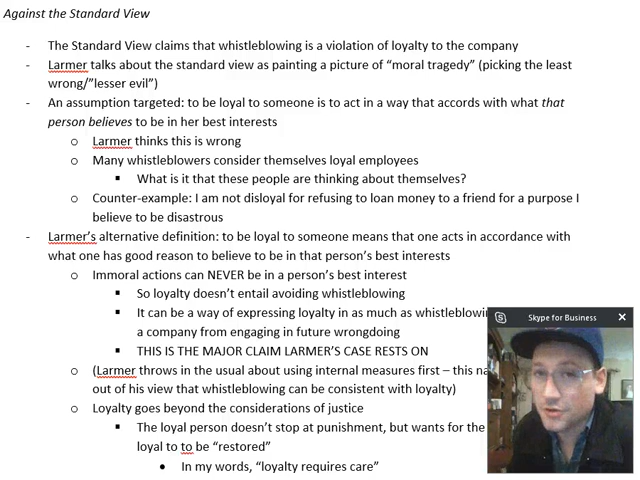 Against the Standard View
- The Standard View claims that whistleblowing is a violation of loyalty to the company
- Larmer talks about the standard view as painting a picture of "moral tragedy" (picking the least
wrong/"lesser evil")
- An assumption targeted: to be loyal to someone is to act in a way that accords with what that
person believes to be in her best interests
o Larmer thinks this is wrong
o Many whistleblowers consider themselves loyal employees
▪ What is it that these people are thinking about themselves?
o Counter-example: I am not disloyal for refusing to loan money to a friend for a purpose I
believe to be disastrous
- Larmer's alternative definition: to be loyal to someone means that one acts in accordance with
what one has good reason to believe to be in that person's best interests
o Immoral actions can NEVER be in a person's best interest
▪ So loyalty doesn't entail avoiding whistleblowing
▪ It can be a way of expressing loyalty in as much as
a company from engaging in future wrongdoing
▪ THIS IS THE MAJOR CLAIM LARMER'S CASE RESTS ON
o (Larmer throws in the usual about using internal measures first – this
out of his view that whistleblowing can be consistent with loyalty)
o Loyalty goes beyond the considerations of justice
▪ The loyal person doesn't stop at punishment, but wants for the
loyal to to be "restored"
• In my words, "loyalty requires care"
Skype for Business